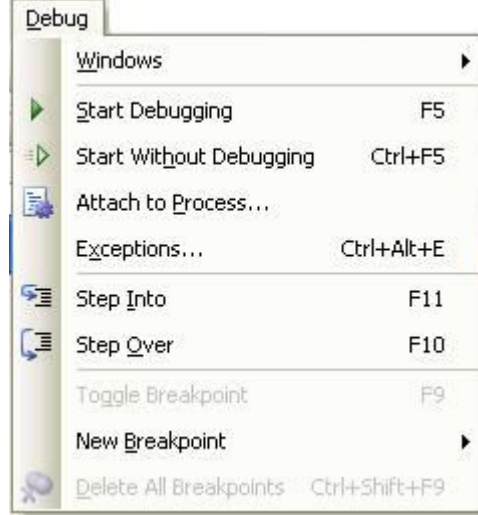 Debug
Windows
Start Debugging F5
Start Without Debugging Ctrl+F5
Attach to Process...
Exceptions... Ctrl+Alt+E
Step Into F11
Step Over F10
Toggle Breakpoint F9
New Breakpoint
Delete All Breakpoints Ctrl+Shift+F9